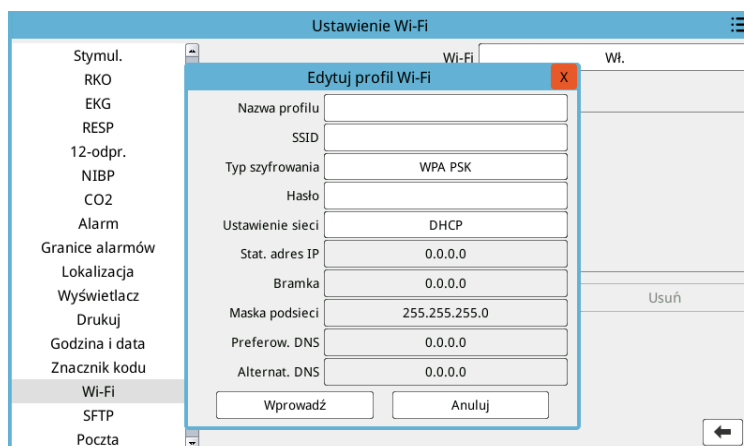 Ustawienie Wi-Fi
Stymul.
RKO
EKG
RESP
12-odpr.
NIBP
CO2
Alarm
Granice alarmów
Lokalizacja
Wyświetlacz
Drukuj
Godzina i data
Znacznik kodu
Wi-Fi
SFTP
Poczta
Wi-Fi Wł.
Edytuj profil Wi-Fi X
Nazwa profilu
SSID
Typ szyfrowania WPA PSK
Hasło
Ustawienie sieci DHCP
Stat. adres IP 0.0.0.0
Bramka 0.0.0.0
Maska podsieci 255.255.255.0
Preferow. DNS 0.0.0.0
Alternat. DNS 0.0.0.0
Wprowadź Anuluj
Usuń